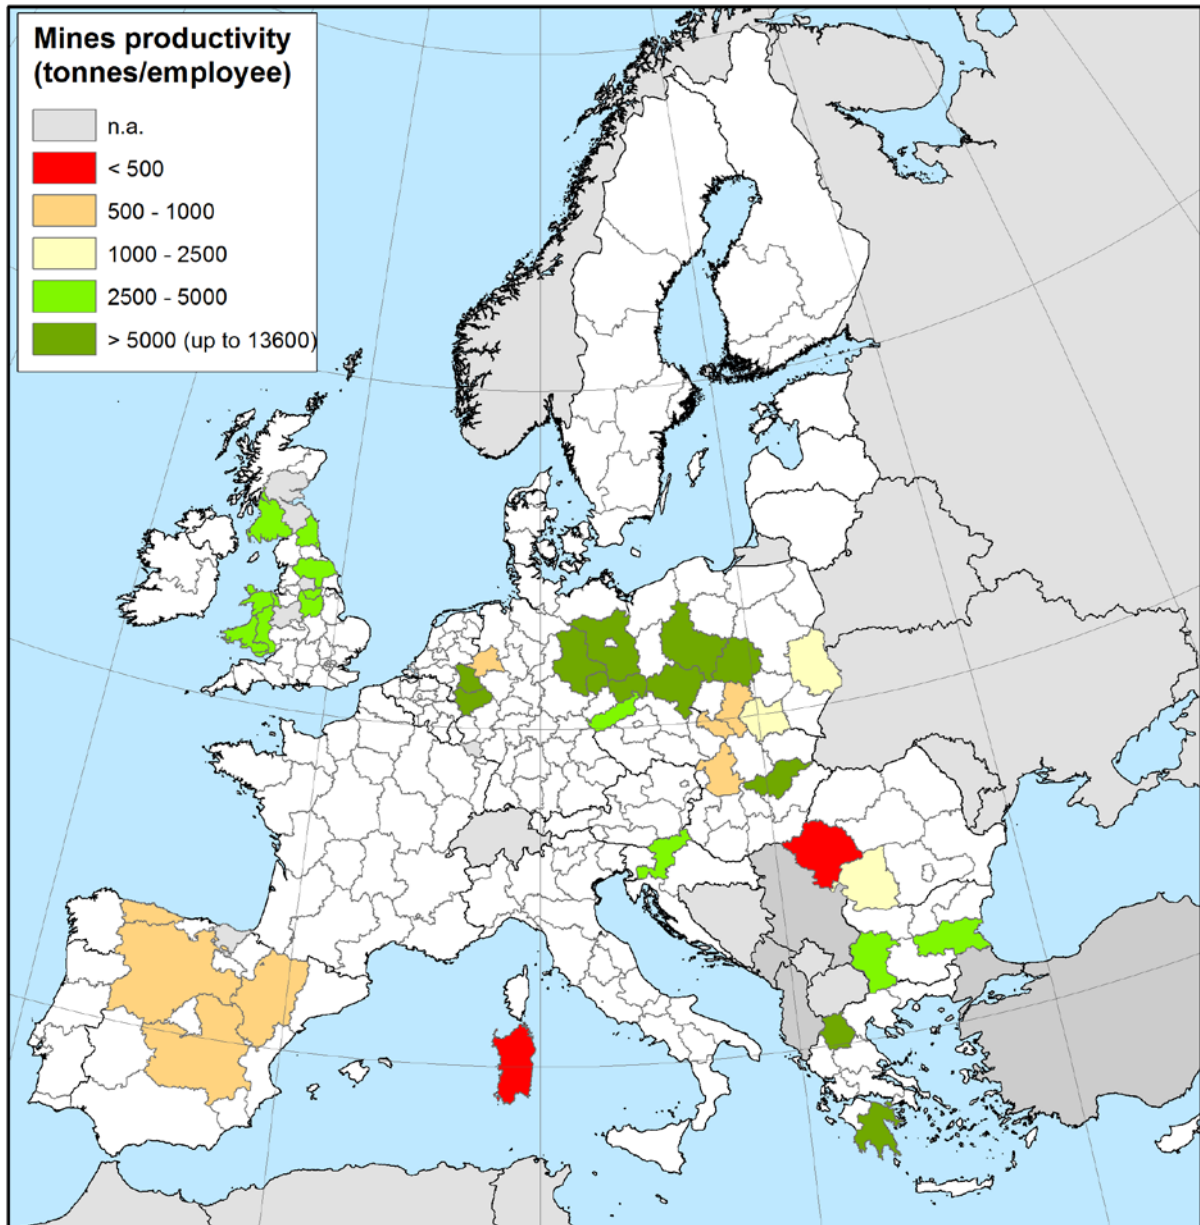 Mines productivity
(tonnes/employee)
n.a.
< 500
500 - 1000
1000 - 2500
2500 - 5000
> 5000 (up to 13600)